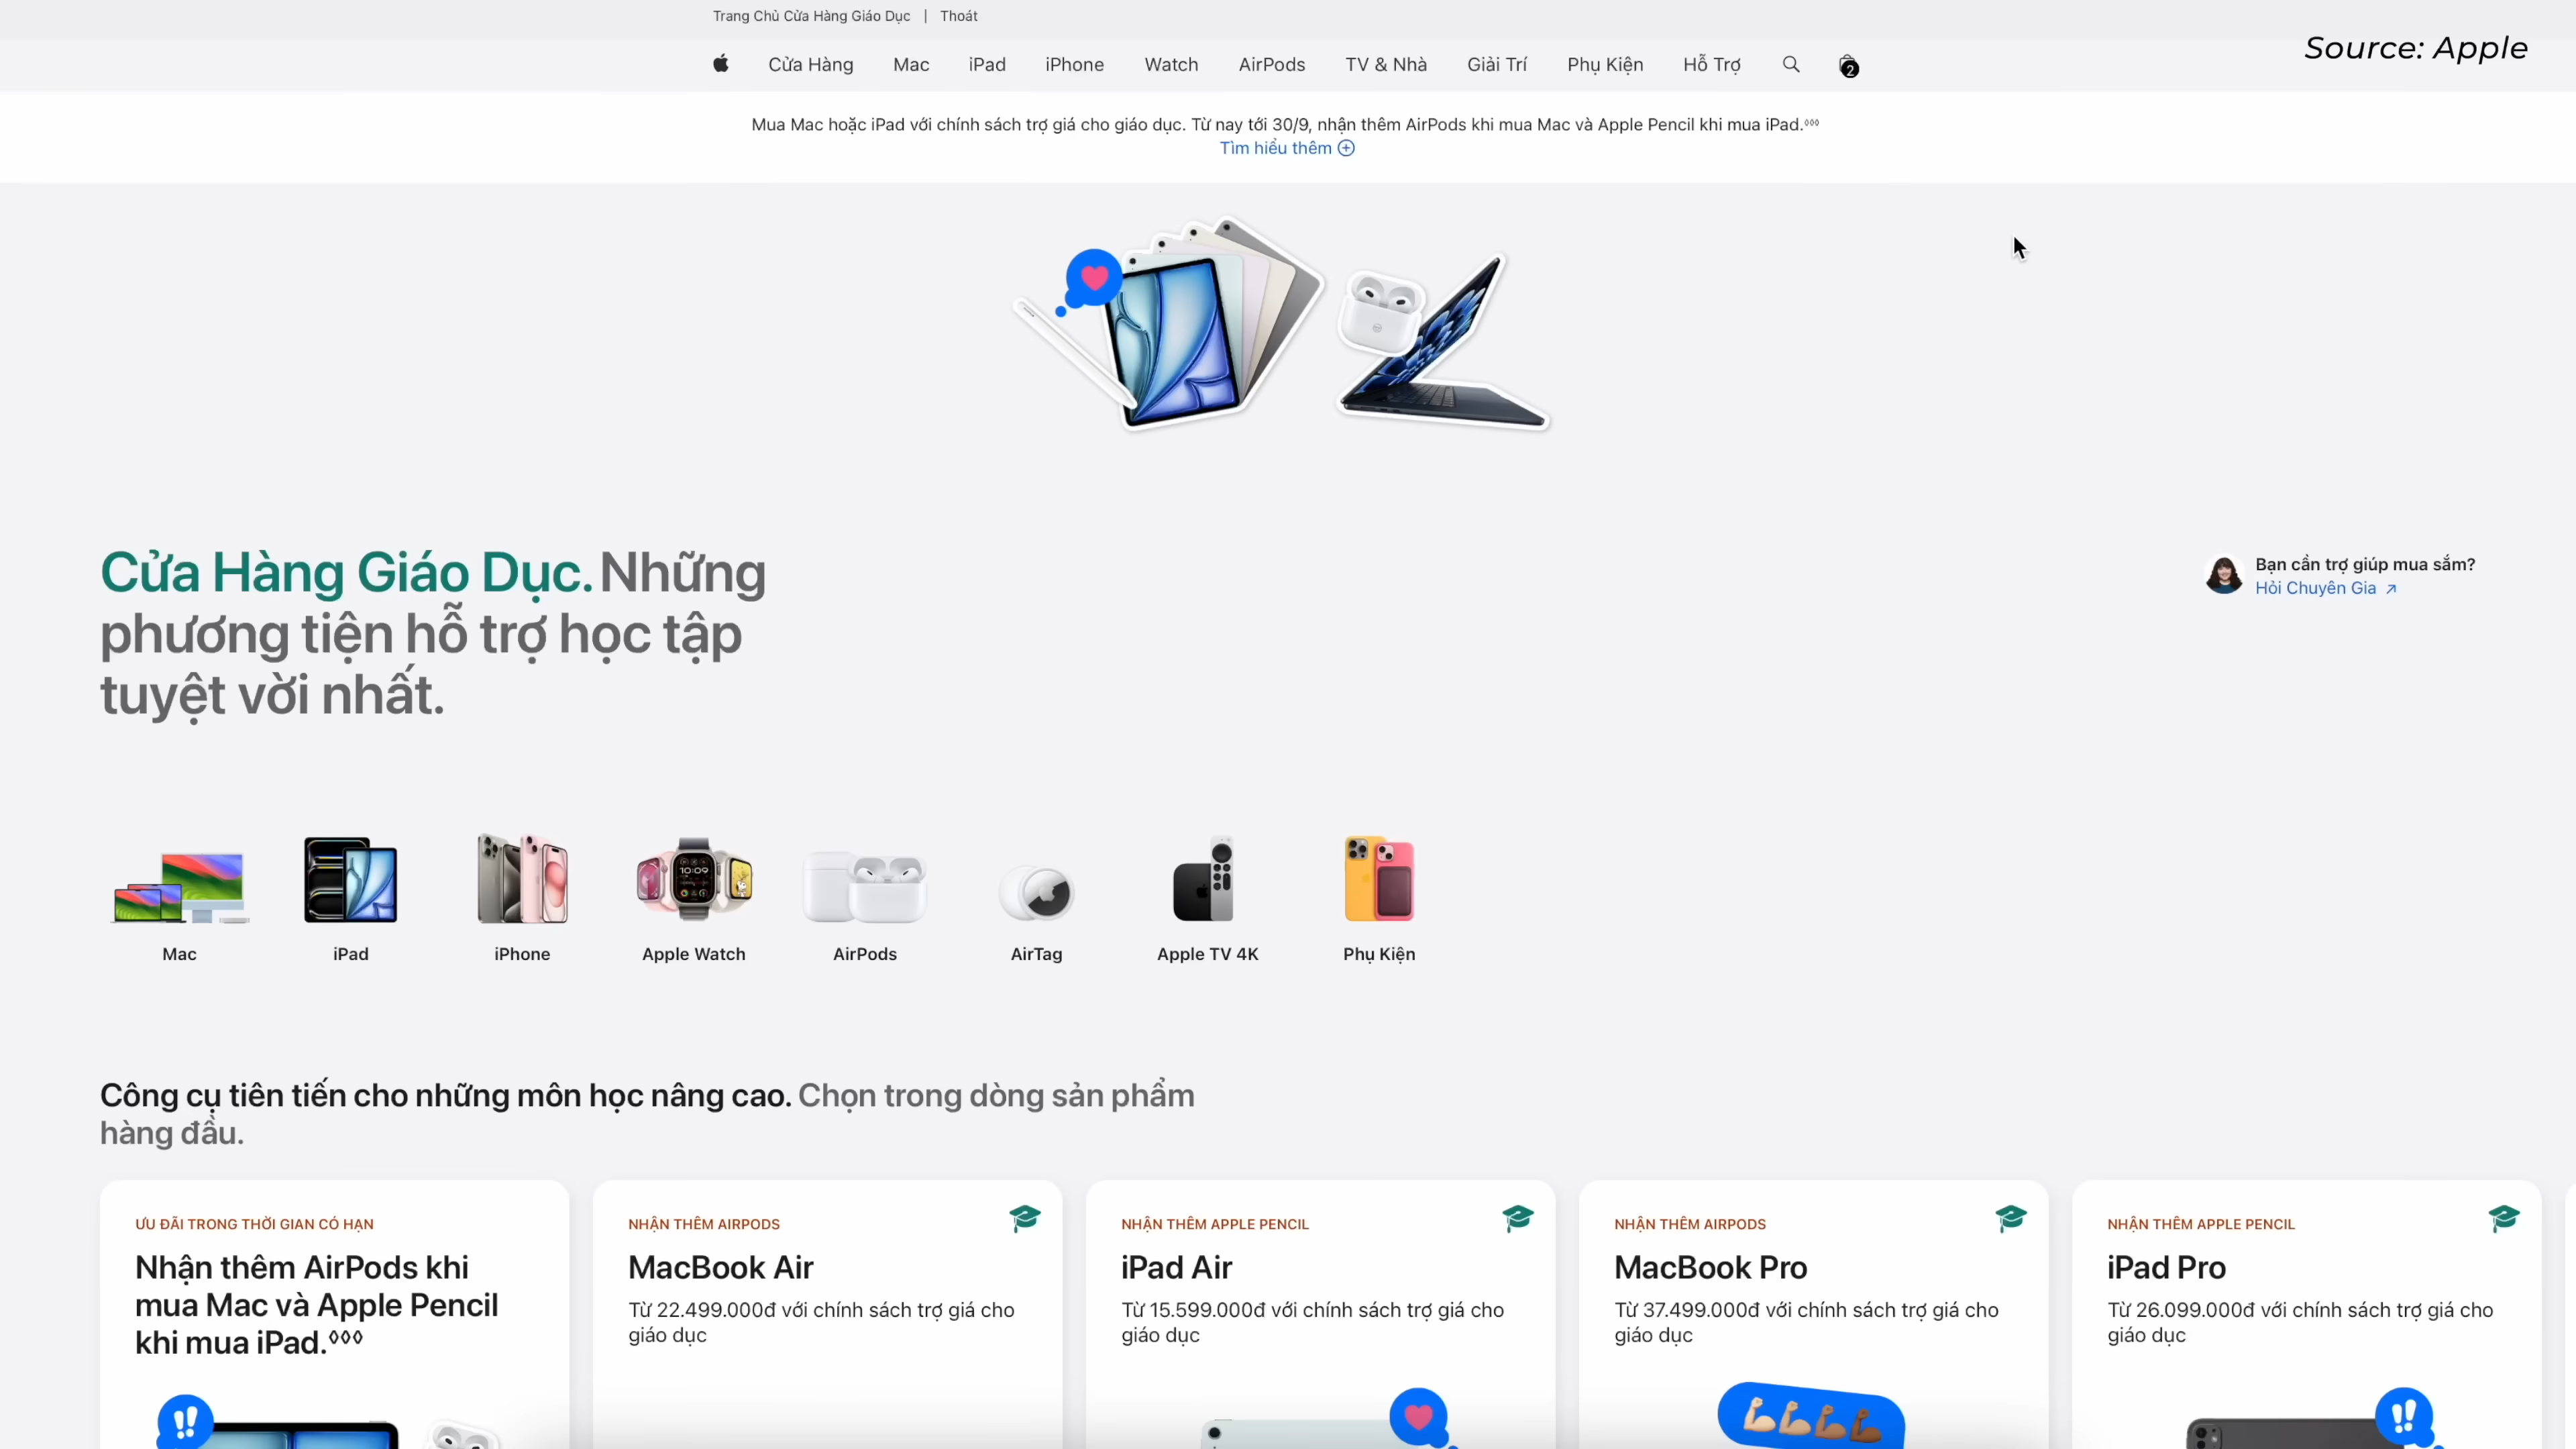 Trang Chủ Cửa Hàng Giáo Dục | Thoát
Cửa Hàng Mac iPad iPhone Watch AirPods TV & Nhà Giải Trí Phụ Kiện Hỗ Trợ 2
Source: Apple
Mua Mac hoặc iPad với chính sách trợ giá cho giáo dục. Từ nay tới 30/9, nhận thêm AirPods khi mua Mac và Apple Pencil khi mua iPad.◊◊◊
Tìm hiểu thêm
Cửa Hàng Giáo Dục. Những
phương tiện hỗ trợ học tập
tuyệt vời nhất.
Bạn cần trợ giúp mua sắm?
Hỏi Chuyên Gia ↗
10:09
Mac iPad iPhone Apple Watch AirPods AirTag Apple TV 4K Phụ Kiện
Công cụ tiên tiến cho những môn học nâng cao. Chọn trong dòng sản phẩm
hàng đầu.
ƯU ĐÃI TRONG THỜI GIAN CÓ HẠN
Nhận thêm AirPods khi
mua Mac và Apple Pencil
khi mua iPad.◊◊◊
NHẬN THÊM AIRPODS
MacBook Air
Từ 22.499.000đ với chính sách trợ giá cho
giáo dục
NHẬN THÊM APPLE PENCIL
iPad Air
Từ 15.599.000đ với chính sách trợ giá cho
giáo dục
NHẬN THÊM AIRPODS
MacBook Pro
Từ 37.499.000đ với chính sách trợ giá cho
giáo dục
NHẬN THÊM APPLE PENCIL
iPad Pro
Từ 26.099.000đ với chính sách trợ giá cho
giáo dục